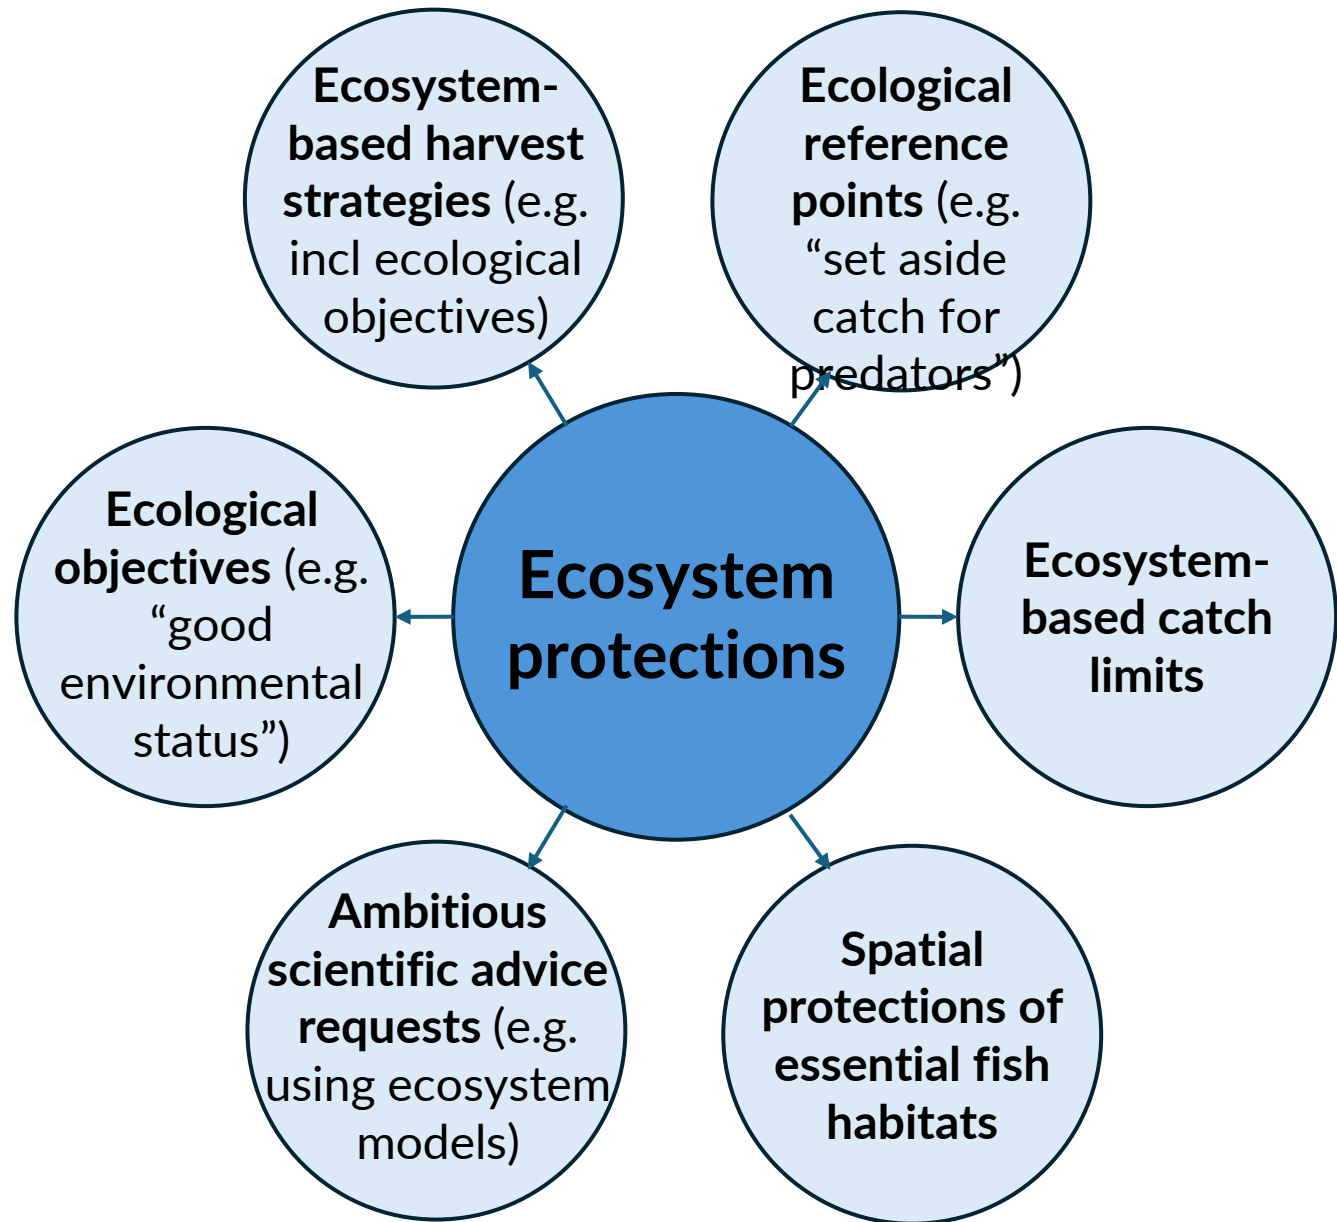 Ecosystem-
based harvest
strategies (e.g.
incl ecological
objectives)
Ecological
reference
points (e.g.
“set aside
catch for
predators”)
Ecological
objectives (e.g.
“good
environmental
status”)
Ecosystem
protections
Ecosystem-
based catch
limits
Ambitious
scientific advice
requests (e.g.
using ecosystem
models)
Spatial
protections of
essential fish
habitats